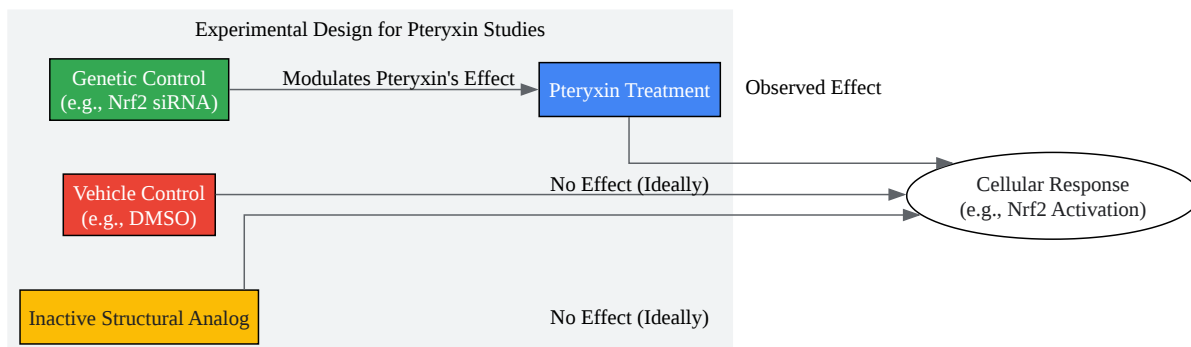 Experimental Design for Pteryxin Studies
Genetic Control
(e.g., Nrf2 siRNA)
Modulates Pteryxin's Effect
Pteryxin Treatment
Observed Effect
Vehicle Control
(e.g., DMSO)
No Effect (Ideally)
Cellular Response
(e.g., Nrf2 Activation)
Inactive Structural Analog
No Effect (Ideally)